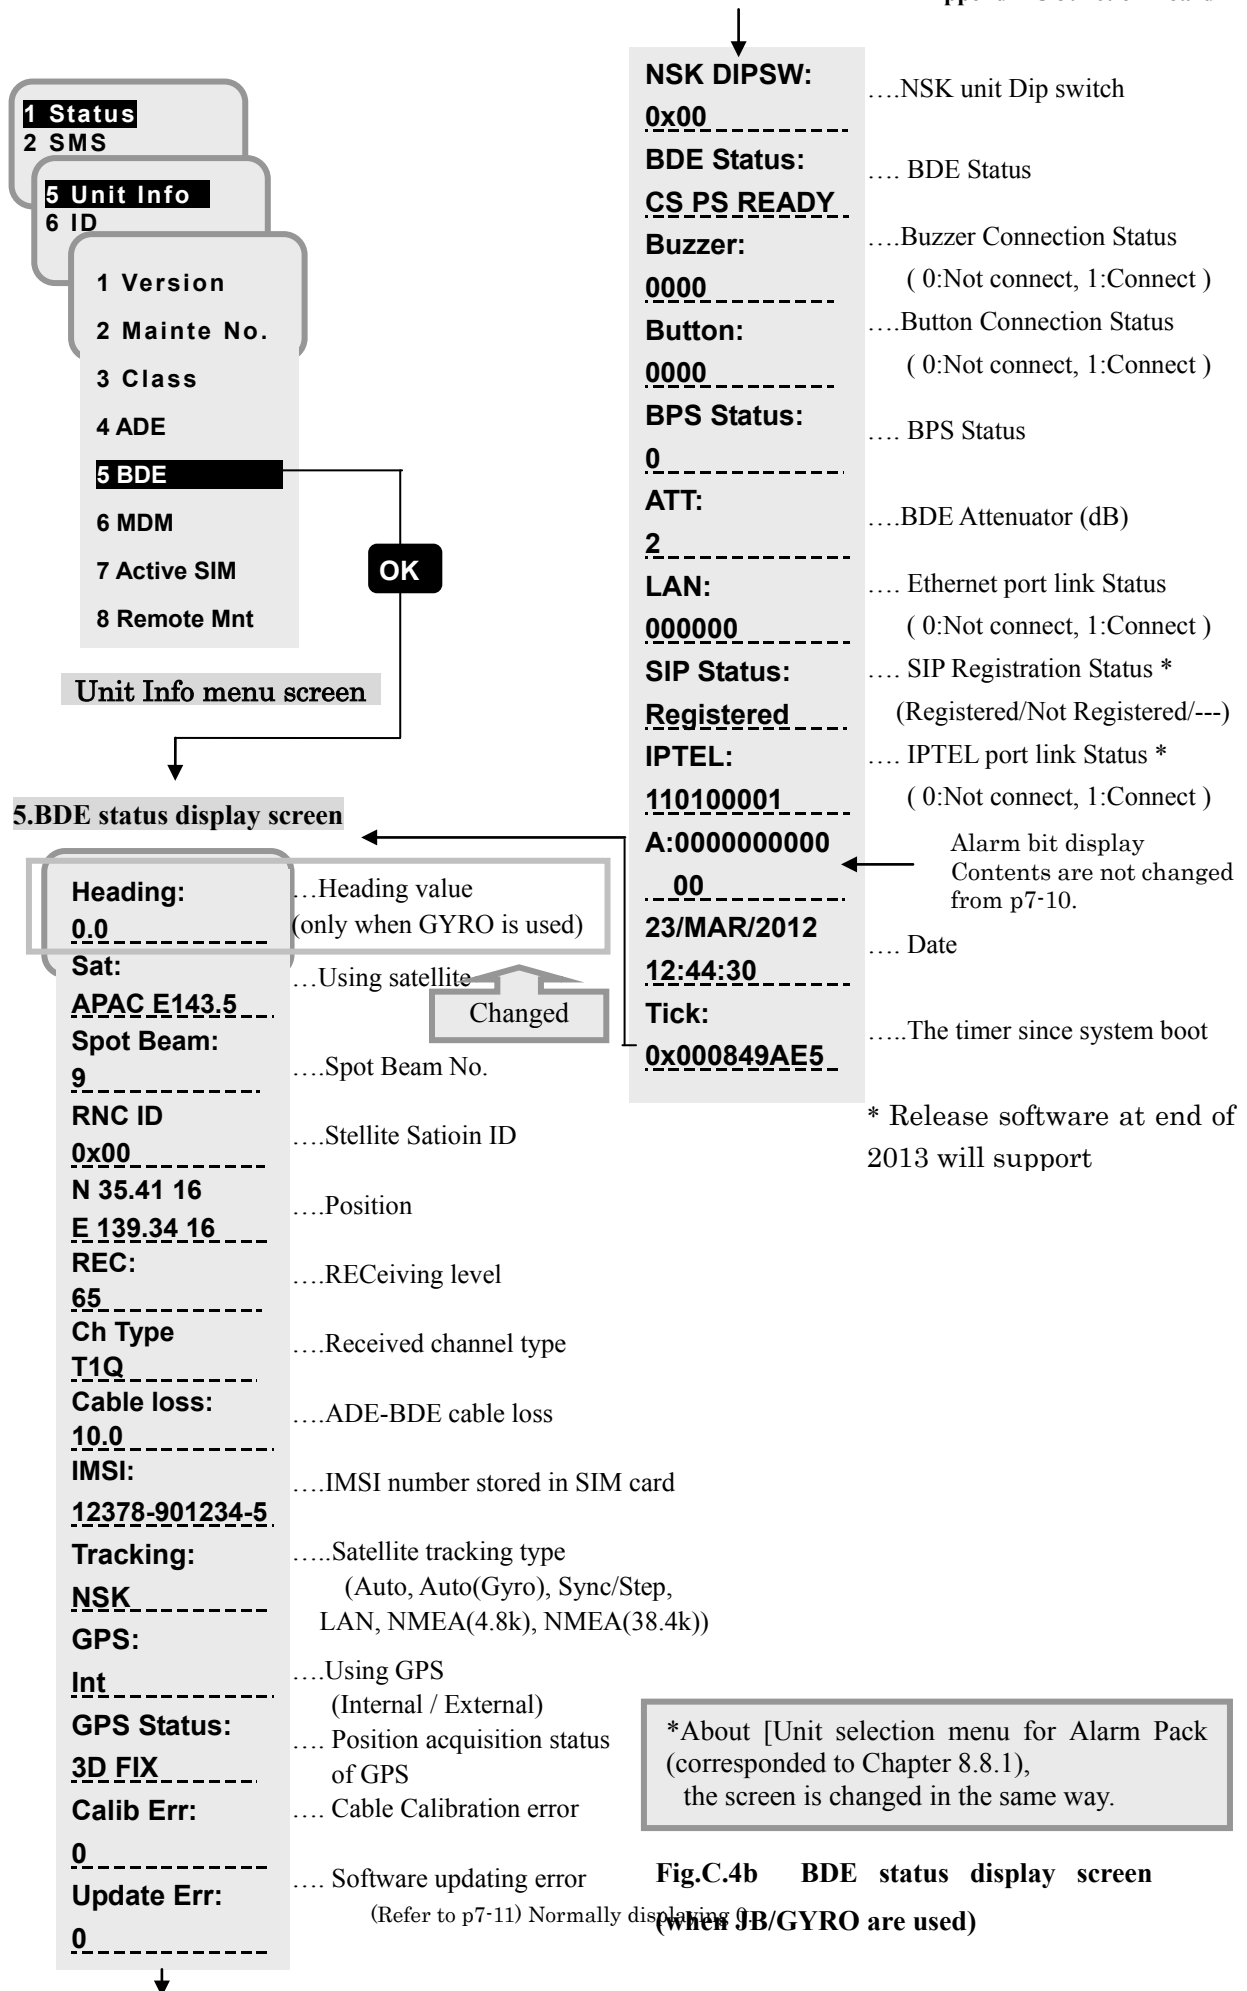 1 Status
2 SMS
5 Unit Info
6 ID
1 Version
2 Mainte No.
3 Class
4 ADE
5 BDE
6 MDM
7 Active SIM
8 Remote Mnt
OK
Unit Info menu screen
5.BDE status display screen
Heading:
0.0
…Heading value
(only when GYRO is used)
Sat:
APAC E143.5
…Using satellite
Changed
Spot Beam:
9
….Spot Beam No.
RNC ID
0x00
….Stellite Satioin ID
N 35.41 16
E 139.34 16
….Position
REC:
65
….RECeiving level
Ch Type
T1Q
….Received channel type
Cable loss:
10.0
….ADE-BDE cable loss
IMSI:
12378-901234-5
….IMSI number stored in SIM card
Tracking:
NSK
…..Satellite tracking type
(Auto, Auto(Gyro), Sync/Step,
LAN, NMEA(4.8k), NMEA(38.4k))
GPS:
Int
….Using GPS
(Internal / External)
GPS Status:
3D FIX
…. Position acquisition status
of GPS
Calib Err:
0
…. Cable Calibration error
Update Err:
0
…. Software updating error
(Refer to p7-11) Normally displaying 0.
NSK DIPSW:
0x00
….NSK unit Dip switch
BDE Status:
CS PS READY
…. BDE Status
Buzzer:
0000
….Buzzer Connection Status
( 0:Not connect, 1:Connect )
Button:
0000
….Button Connection Status
( 0:Not connect, 1:Connect )
BPS Status:
0
…. BPS Status
ATT:
2
….BDE Attenuator (dB)
LAN:
000000
…. Ethernet port link Status
( 0:Not connect, 1:Connect )
SIP Status:
Registered
…. SIP Registration Status *
(Registered/Not Registered/---)
IPTEL:
110100001
…. IPTEL port link Status *
( 0:Not connect, 1:Connect )
A:0000000000
00
Alarm bit display
Contents are not changed
from p7-10.
23/MAR/2012
12:44:30
…. Date
Tick:
0x000849AE5
…..The timer since system boot
* Release software at end of
2013 will support
*About [Unit selection menu for Alarm Pack
(corresponded to Chapter 8.8.1),
the screen is changed in the same way.
Fig.C.4b BDE status display screen
(when JB/GYRO are used)